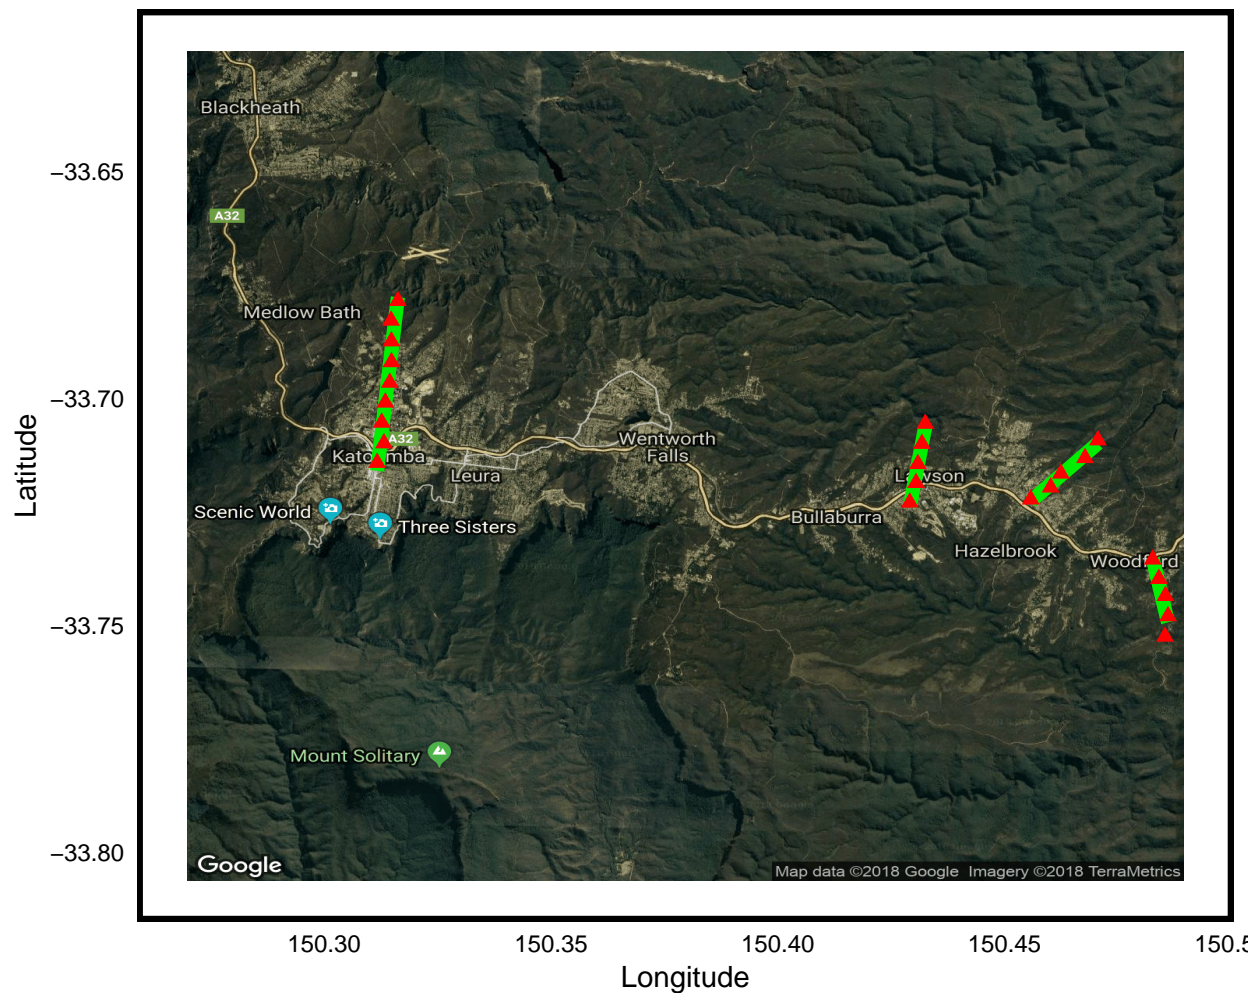 Blackheath
−33.65
A32
Medlow Bath
−33.70
A32
Wentworth
Falls
Katoomba
Leura
Lawson
Scenic World
Three Sisters
Bullaburra
Hazelbrook
Woodford
−33.75
Mount Solitary
−33.80
Google
Map data ©2018 Google Imagery ©2018 TerraMetrics
150.30
150.35
150.40
150.45
150.5
Longitude
Latitude